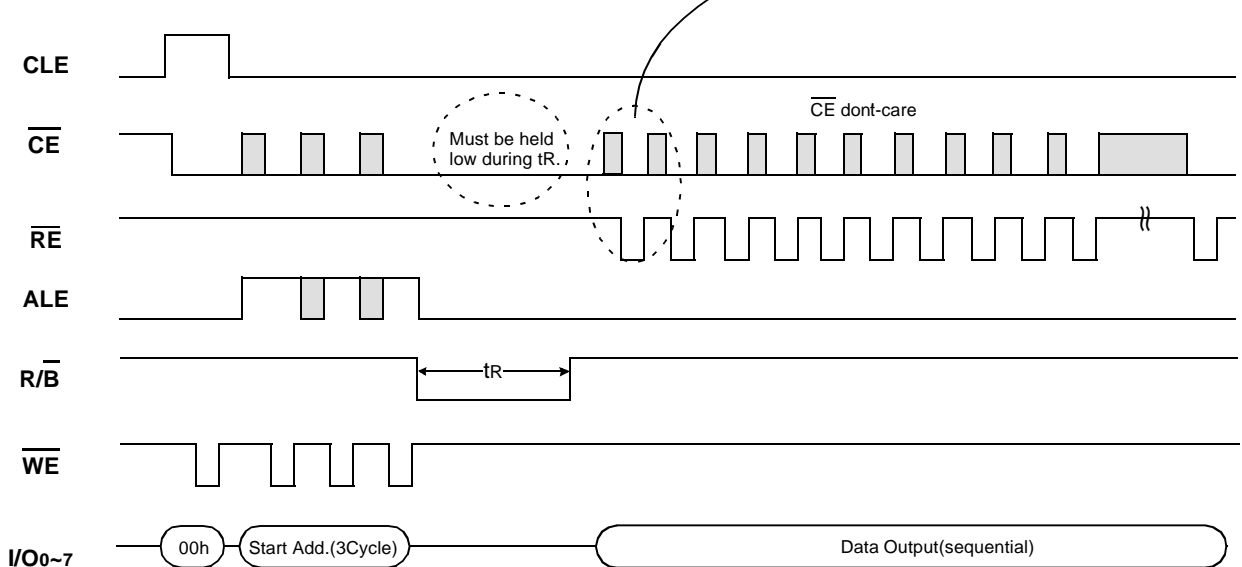 CLE
CE
CE dont-care
Must be held
low during tR.
RE
ALE
R/B
tR
WE
I/O0~7
00h
Start Add.(3Cycle)
Data Output(sequential)